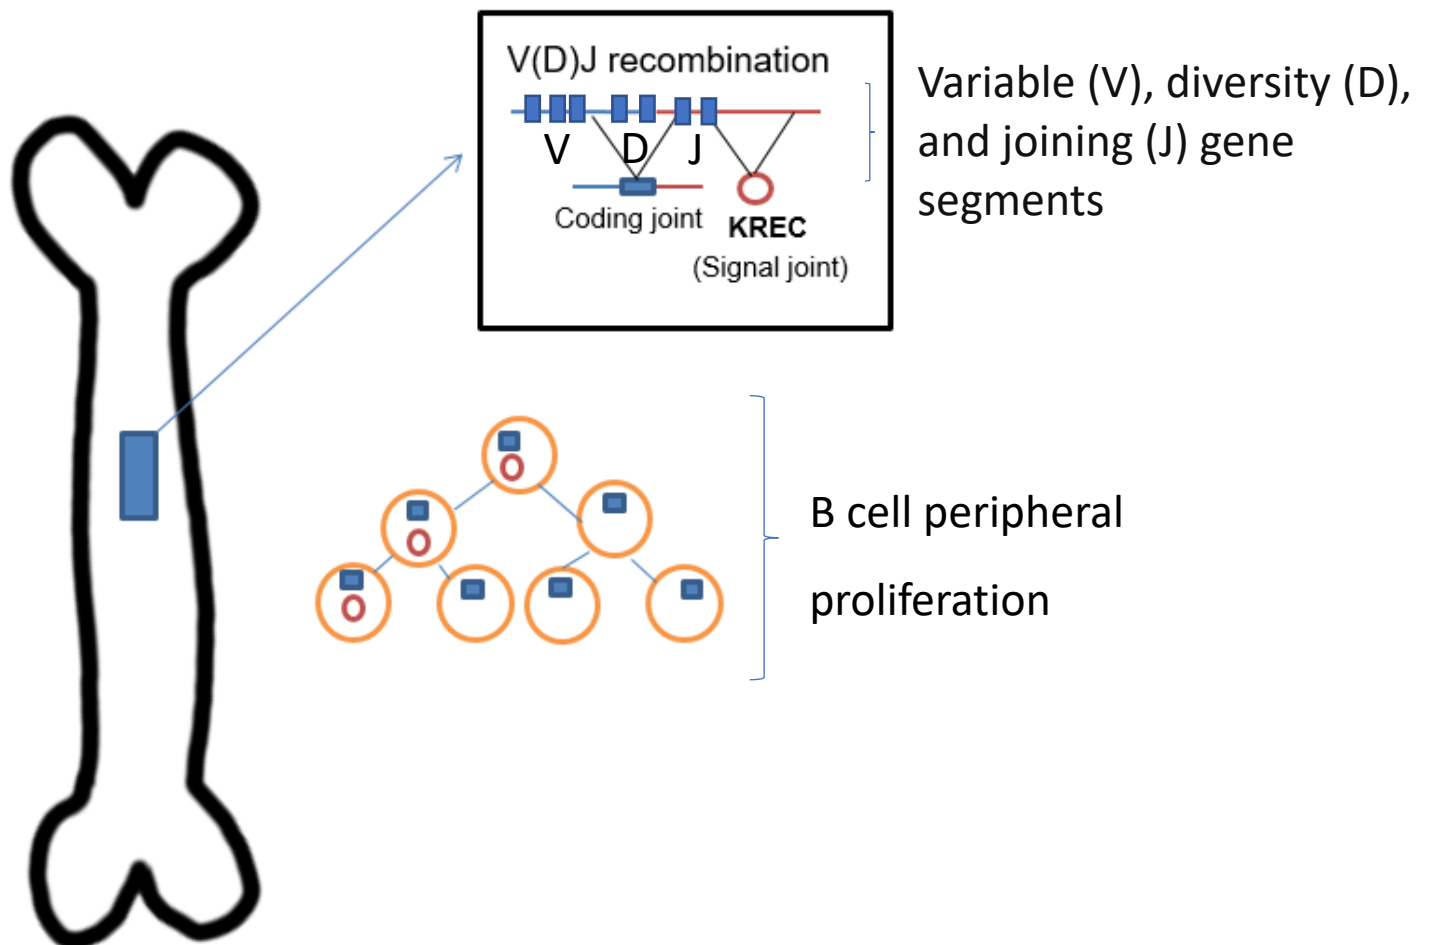 V(D)J recombination
V D J
Coding joint
KREC
(Signal joint)
Variable (V), diversity (D),
and joining (J) gene
segments
B cell peripheral
proliferation